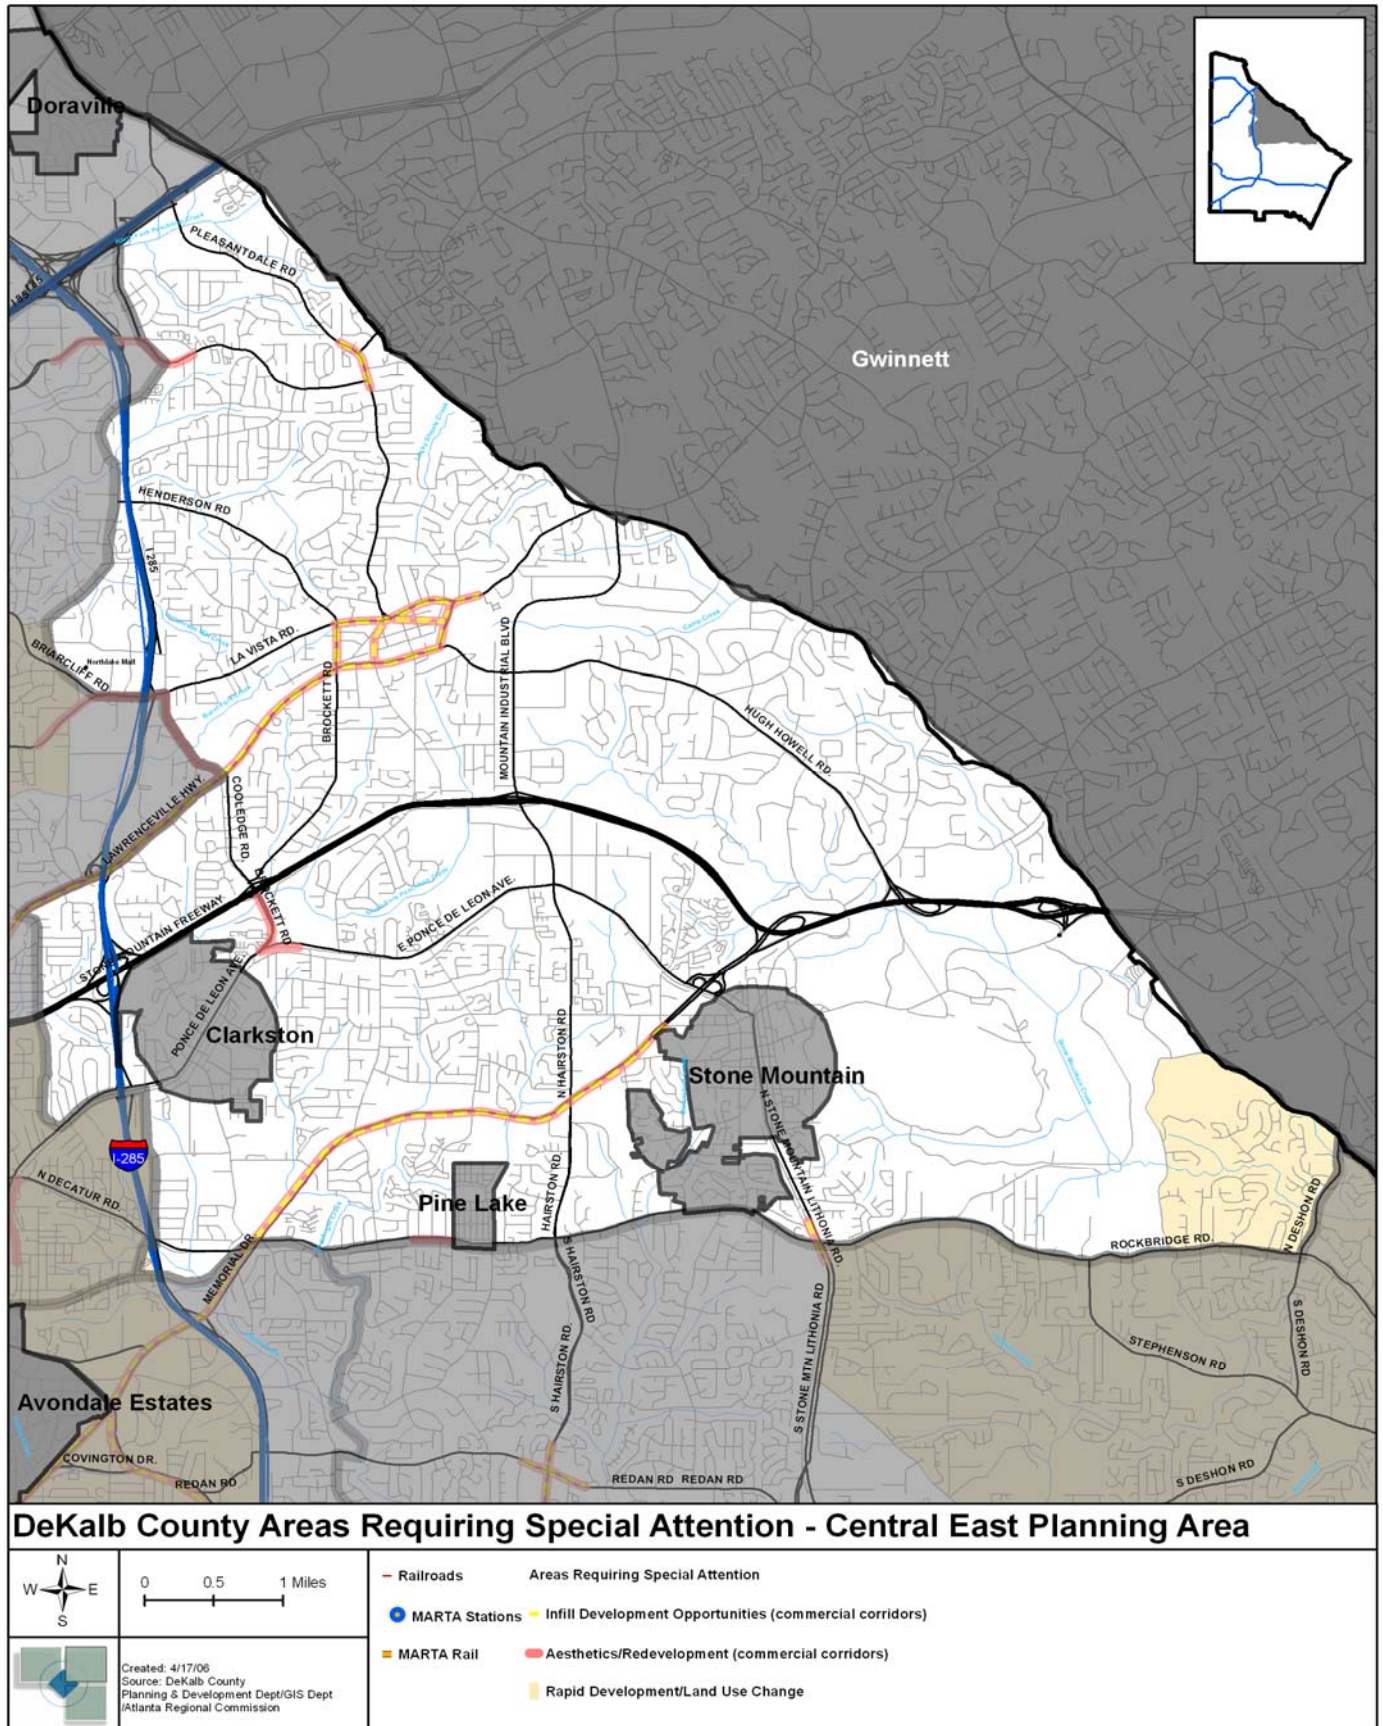 Doraville
PLEASANTDALE RD
Gwinnett
HENDERSON RD
I 285
Camp Creek
Northlake Mall
LA VISTA RD.
BRIARCLIFF RD
BROCKETT RD
MOUNTAIN INDUSTRIAL BLVD
HUGH HOWELL RD.
LAWRENCEVILLE HWY.
COOLEDGE RD.
E PONCE DE LEON AVE.
PONCE DE LEON AVE.
Clarkston
N HAIRSTON RD
Stone Mountain
Stone Mountain Creek
N STONE MOUNTAIN LITHONIA RD
I-285
N DECATUR RD.
Pine Lake
HAIRSTON RD.
N DESHON RD
ROCKBRIDGE RD.
MEMORIAL DR
S HAIRSTON RD
S HAIRSTON RD.
S STONE MTN LITHONIA RD
STEPHENSON RD
S DESHON RD
Avondale Estates
COVINGTON DR.
REDAN RD
REDAN RD REDAN RD
S DESHON RD
DeKalb County Areas Requiring Special Attention - Central East Planning Area
N
W E
S
0 0.5 1 Miles
Created: 4/17/06
Source: DeKalb County
Planning & Development Dept/GIS Dept
/Atlanta Regional Commission
Railroads
MARTA Stations
MARTA Rail
Areas Requiring Special Attention
Infill Development Opportunities (commercial corridors)
Aesthetics/Redevelopment (commercial corridors)
Rapid Development/Land Use Change